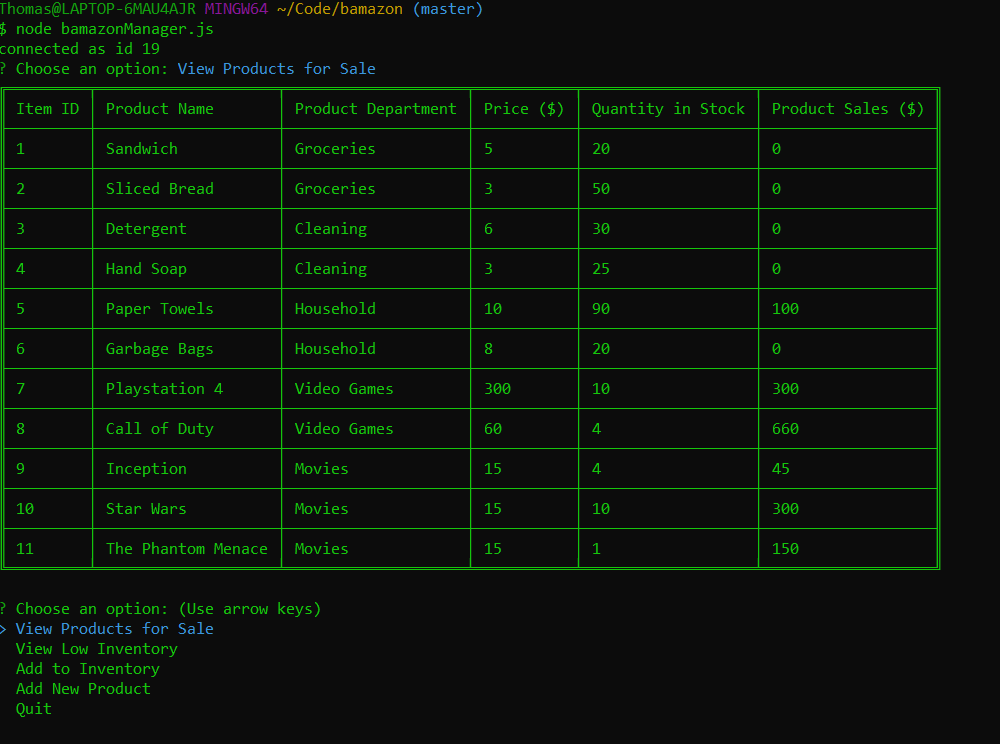 Thomas@LAPTOP-6MAU4AJR MINGW64 ~/Code/bamazon (master)
$ node bamazonManager.js
connected as id 19
? Choose an option: View Products for Sale
Item ID Product Name Product Department Price ($) Quantity in Stock Product Sales ($)
1 Sandwich Groceries 5 20 0
2 Sliced Bread Groceries 3 50 0
3 Detergent Cleaning 6 30 0
4 Hand Soap Cleaning 3 25 0
5 Paper Towels Household 10 90 100
6 Garbage Bags Household 8 20 0
7 Playstation 4 Video Games 300 10 300
8 Call of Duty Video Games 60 4 660
9 Inception Movies 15 4 45
10 Star Wars Movies 15 10 300
11 The Phantom Menace Movies 15 1 150
? Choose an option: (Use arrow keys)
> View Products for Sale
View Low Inventory
Add to Inventory
Add New Product
Quit